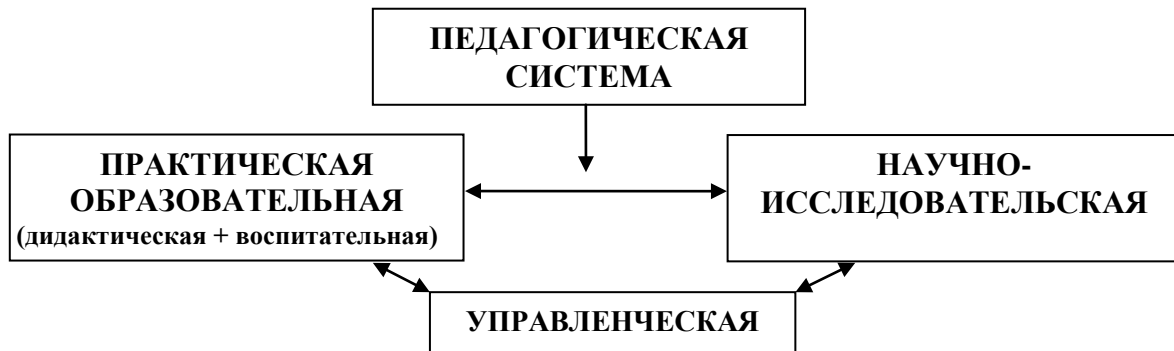 ПЕДАГОГИЧЕСКАЯ
СИСТЕМА
ПРАКТИЧЕСКАЯ
ОБРАЗОВАТЕЛЬНАЯ
(дидактическая + воспитательная)
НАУЧНО-
ИССЛЕДОВАТЕЛЬСКАЯ
УПРАВЛЕНЧЕСКАЯ